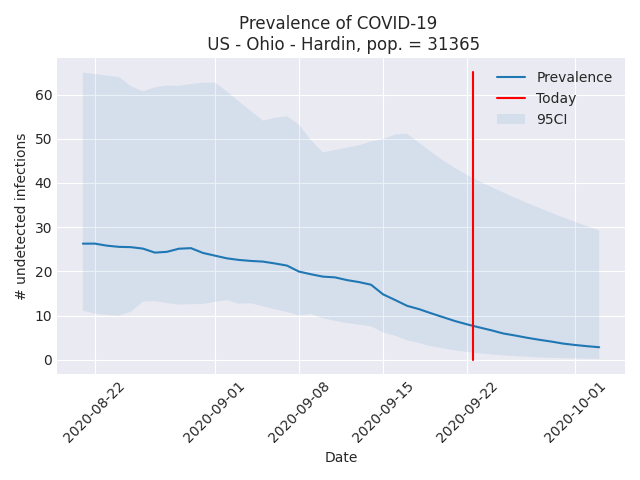 Prevalence of COVID-19
US - Ohio - Hardin, pop. = 31365
Prevalence
Today
95CI
# undetected infections
60
50
40
30
20
10
0
2020-08-22
2020-09-01
2020-09-08
2020-09-15
2020-09-22
2020-10-01
Date